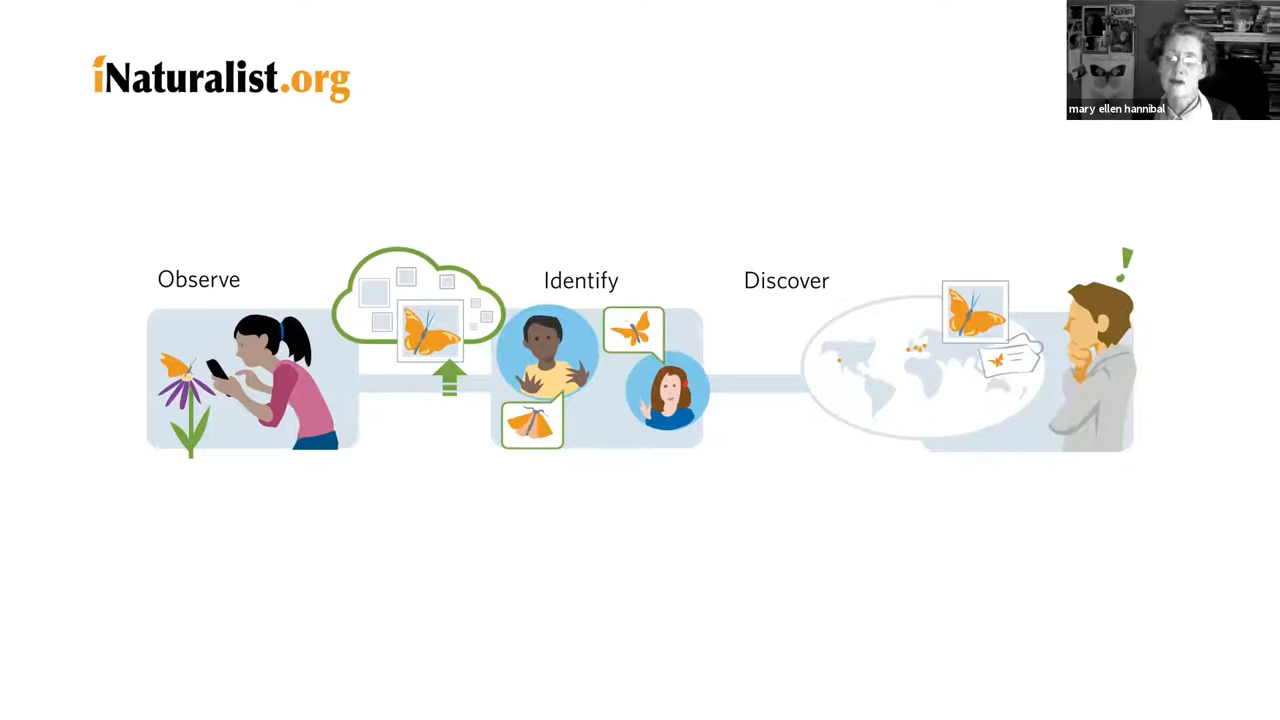 iNaturalist.org
mary ellen hannibal
Observe
Identify
Discover
!